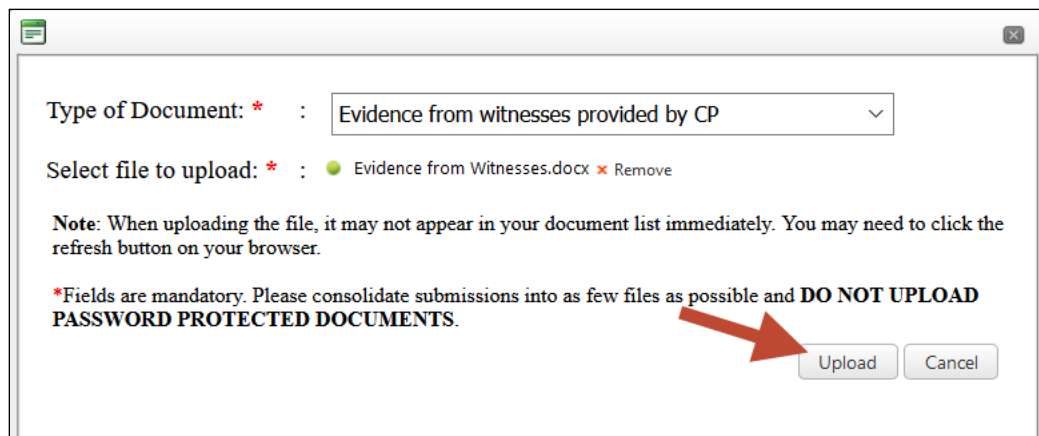 Type of Document: * : Evidence from witnesses provided by CP
Select file to upload: * : Evidence from Witnesses.docx × Remove
Note: When uploading the file, it may not appear in your document list immediately. You may need to click the
refresh button on your browser.
*Fields are mandatory. Please consolidate submissions into as few files as possible and DO NOT UPLOAD
PASSWORD PROTECTED DOCUMENTS.
Upload Cancel